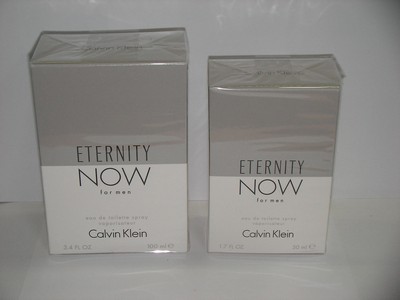 ETERNITY
NOW
for men
eau de toilette spray
vaporisateur
Calvin Klein
3.4 FL.OZ 100 ml e
ETERNITY
NOW
for men
eau de toilette spray
vaporisateur
Calvin Klein
1.7 FL.OZ 50 ml e